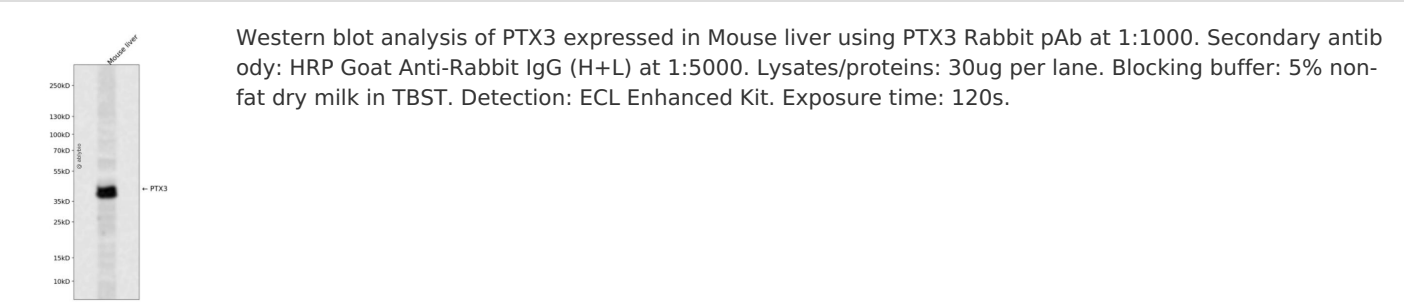 Mouse liver
250kD
130kD
100kD
70kD
55kD
35kD
25kD
15kD
10kD
@ ablybio
← PTX3
Western blot analysis of PTX3 expressed in Mouse liver using PTX3 Rabbit pAb at 1:1000. Secondary antib
ody: HRP Goat Anti-Rabbit IgG (H+L) at 1:5000. Lysates/proteins: 30ug per lane. Blocking buffer: 5% non-
fat dry milk in TBST. Detection: ECL Enhanced Kit. Exposure time: 120s.